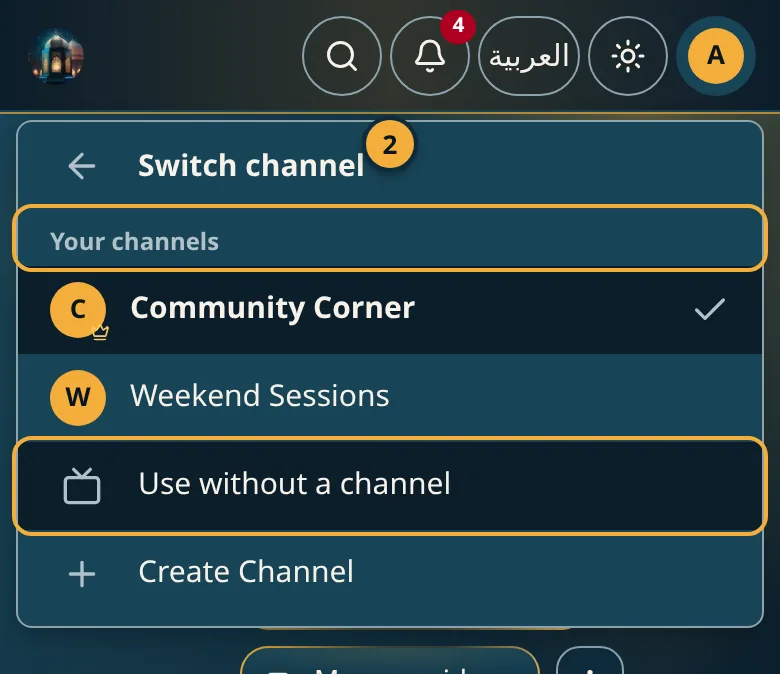 4
العربية
A
2
Switch channel
Your channels
C
Community Corner
W
Weekend Sessions
Use without a channel
Create Channel